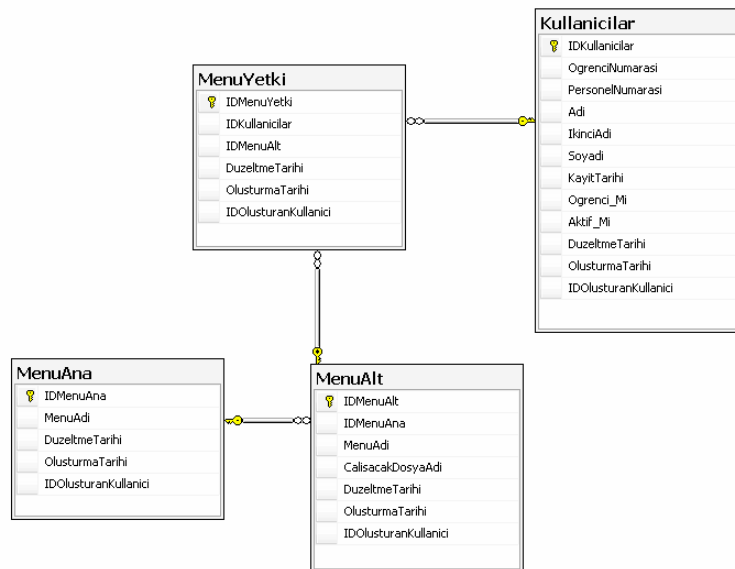 Kullanicilar
IDKullanicilar
OgrenciNumarasi
PersonelNumarasi
Adi
IkinciAdi
Soyadi
KayitTarihi
Ogrenci_Mi
Aktif_Mi
DuzeltmeTarihi
OlusturmaTarihi
IDOlusturanKullanici
MenuYetki
IDMenuYetki
IDKullanicilar
IDMenuAlt
DuzeltmeTarihi
OlusturmaTarihi
IDOlusturanKullanici
MenuAna
IDMenuAna
MenuAdi
DuzeltmeTarihi
OlusturmaTarihi
IDOlusturanKullanici
MenuAlt
IDMenuAlt
IDMenuAna
MenuAdi
CalisacakDosyaAdi
DuzeltmeTarihi
OlusturmaTarihi
IDOlusturanKullanici